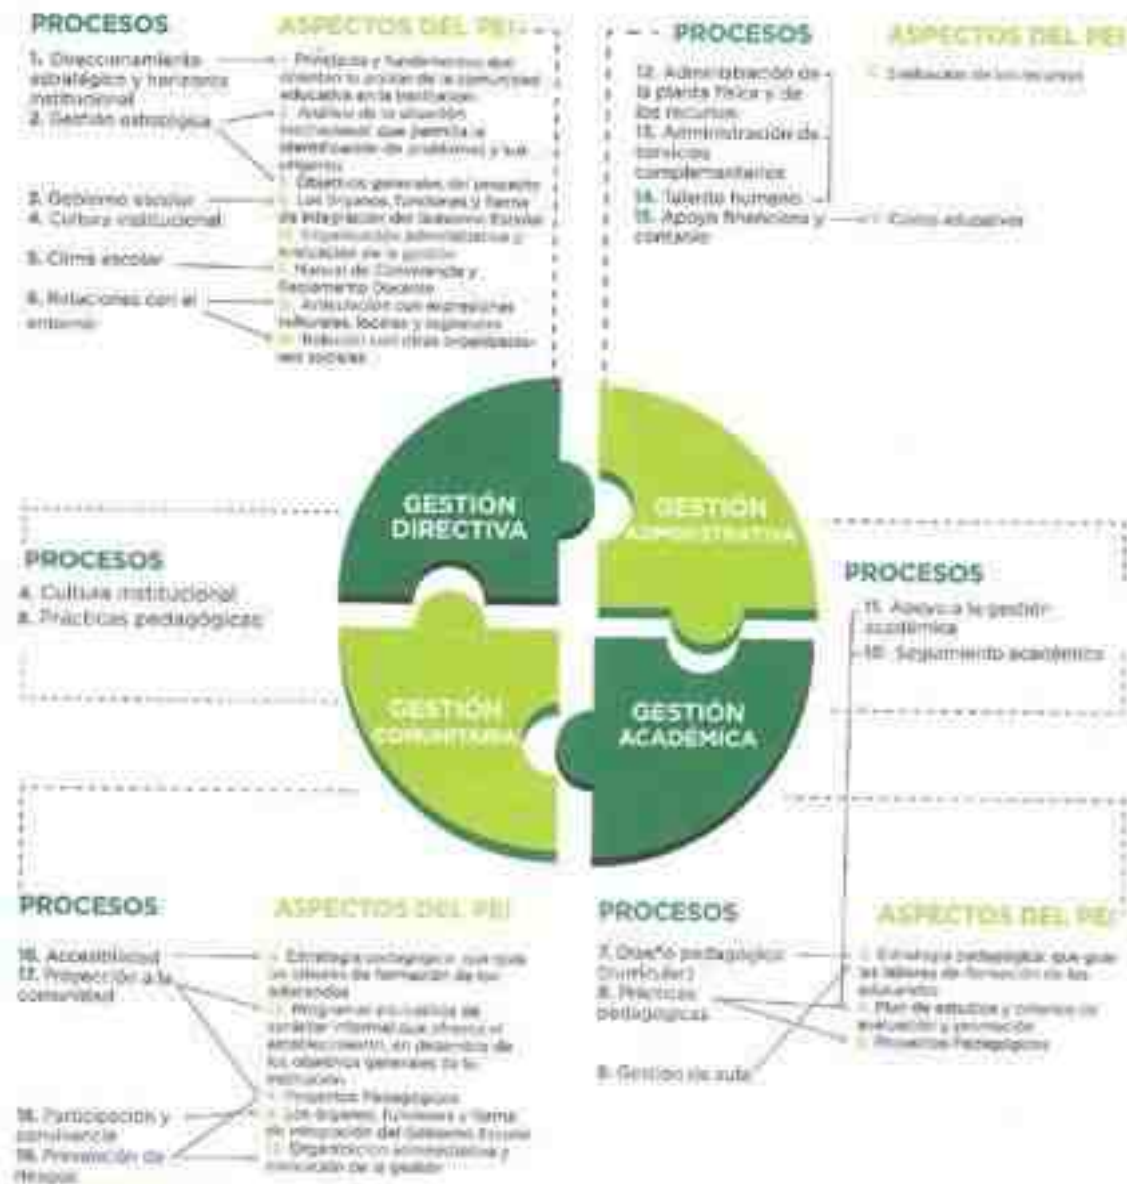 PROCESOS
1. Direccionamiento
estratégico y horizonte
institucional
2. Gestión estratégica
3. Gobierno escolar
4. Cultura institucional
5. Clima escolar
6. Relaciones con el
entorno
ASPECTOS DEL PEI
Principios y fundamentos que
orientan la acción de la comunidad
educativa en la institución
Análisis de la situación
institucional que permita la
identificación de problemas y sus
orígenes
Objetivos generales del proyecto
Los órganos, funciones y forma
de integración del Gobierno Escolar
Organización administrativa y
evaluación de la gestión
Manual de Convivencia y
Reglamento Docente
Articulación con expresiones
culturales, locales y regionales
Relación con otras organizacio-
nes sociales
PROCESOS
12. Administración de
la planta física y de
los recursos
13. Administración de
servicios
complementarios
14. Talento humano
15. Apoyo financiero y
contable
ASPECTOS DEL PEI
Evaluación de los recursos
Costos educativos
GESTIÓN
DIRECTIVA
GESTIÓN
ADMINISTRATIVA
GESTIÓN
COMUNITARIA
GESTIÓN
ACADÉMICA
PROCESOS
4. Cultura institucional
8. Prácticas pedagógicas
PROCESOS
11. Apoyo a la gestión
académica
10. Seguimiento académico
PROCESOS
16. Accesibilidad
17. Proyección a la
comunidad
18. Participación y
convivencia
19. Prevención de
riesgos
ASPECTOS DEL PEI
Estrategia pedagógica que guía
las labores de formación de los
educandos
Programas educativos de
carácter informal que ofrezca el
establecimiento, en desarrollo de
los objetivos generales de la
institución
Proyectos Pedagógicos
Los órganos, funciones y forma
de integración del Gobierno Escolar
Organización administrativa y
evaluación de la gestión
PROCESOS
7. Diseño pedagógico
(curricular)
8. Prácticas
pedagógicas
9. Gestión de aula
ASPECTOS DEL PEI
Estrategia pedagógica que guía
las labores de formación de los
educandos
Plan de estudios y criterios de
evaluación y promoción
Proyectos Pedagógicos